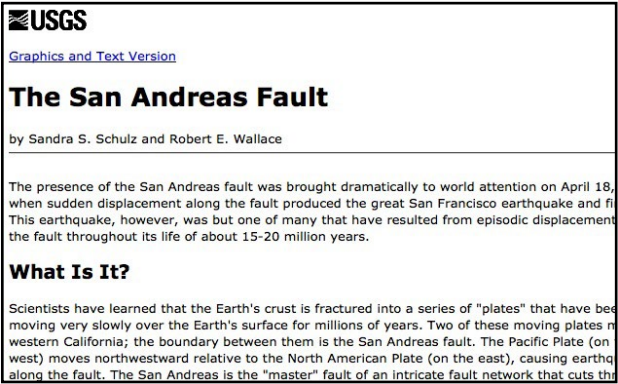 USGS
Graphics and Text Version
The San Andreas Fault
by Sandra S. Schulz and Robert E. Wallace
The presence of the San Andreas fault was brought dramatically to world attention on April 18,
when sudden displacement along the fault produced the great San Francisco earthquake and
This earthquake, however, was but one of many that have resulted from episodic displacement
the fault throughout its life of about 15-20 million years.
What Is It?
Scientists have learned that the Earth's crust is fractured into a series of "plates" that have
moving very slowly over the Earth's surface for millions of years. Two of these moving plates
western California; the boundary between them is the San Andreas fault. The Pacific Plate (on
west) moves northwestward relative to the North American Plate (on the east), causing
along the fault. The San Andreas is the "master" fault of an intricate fault network that cuts